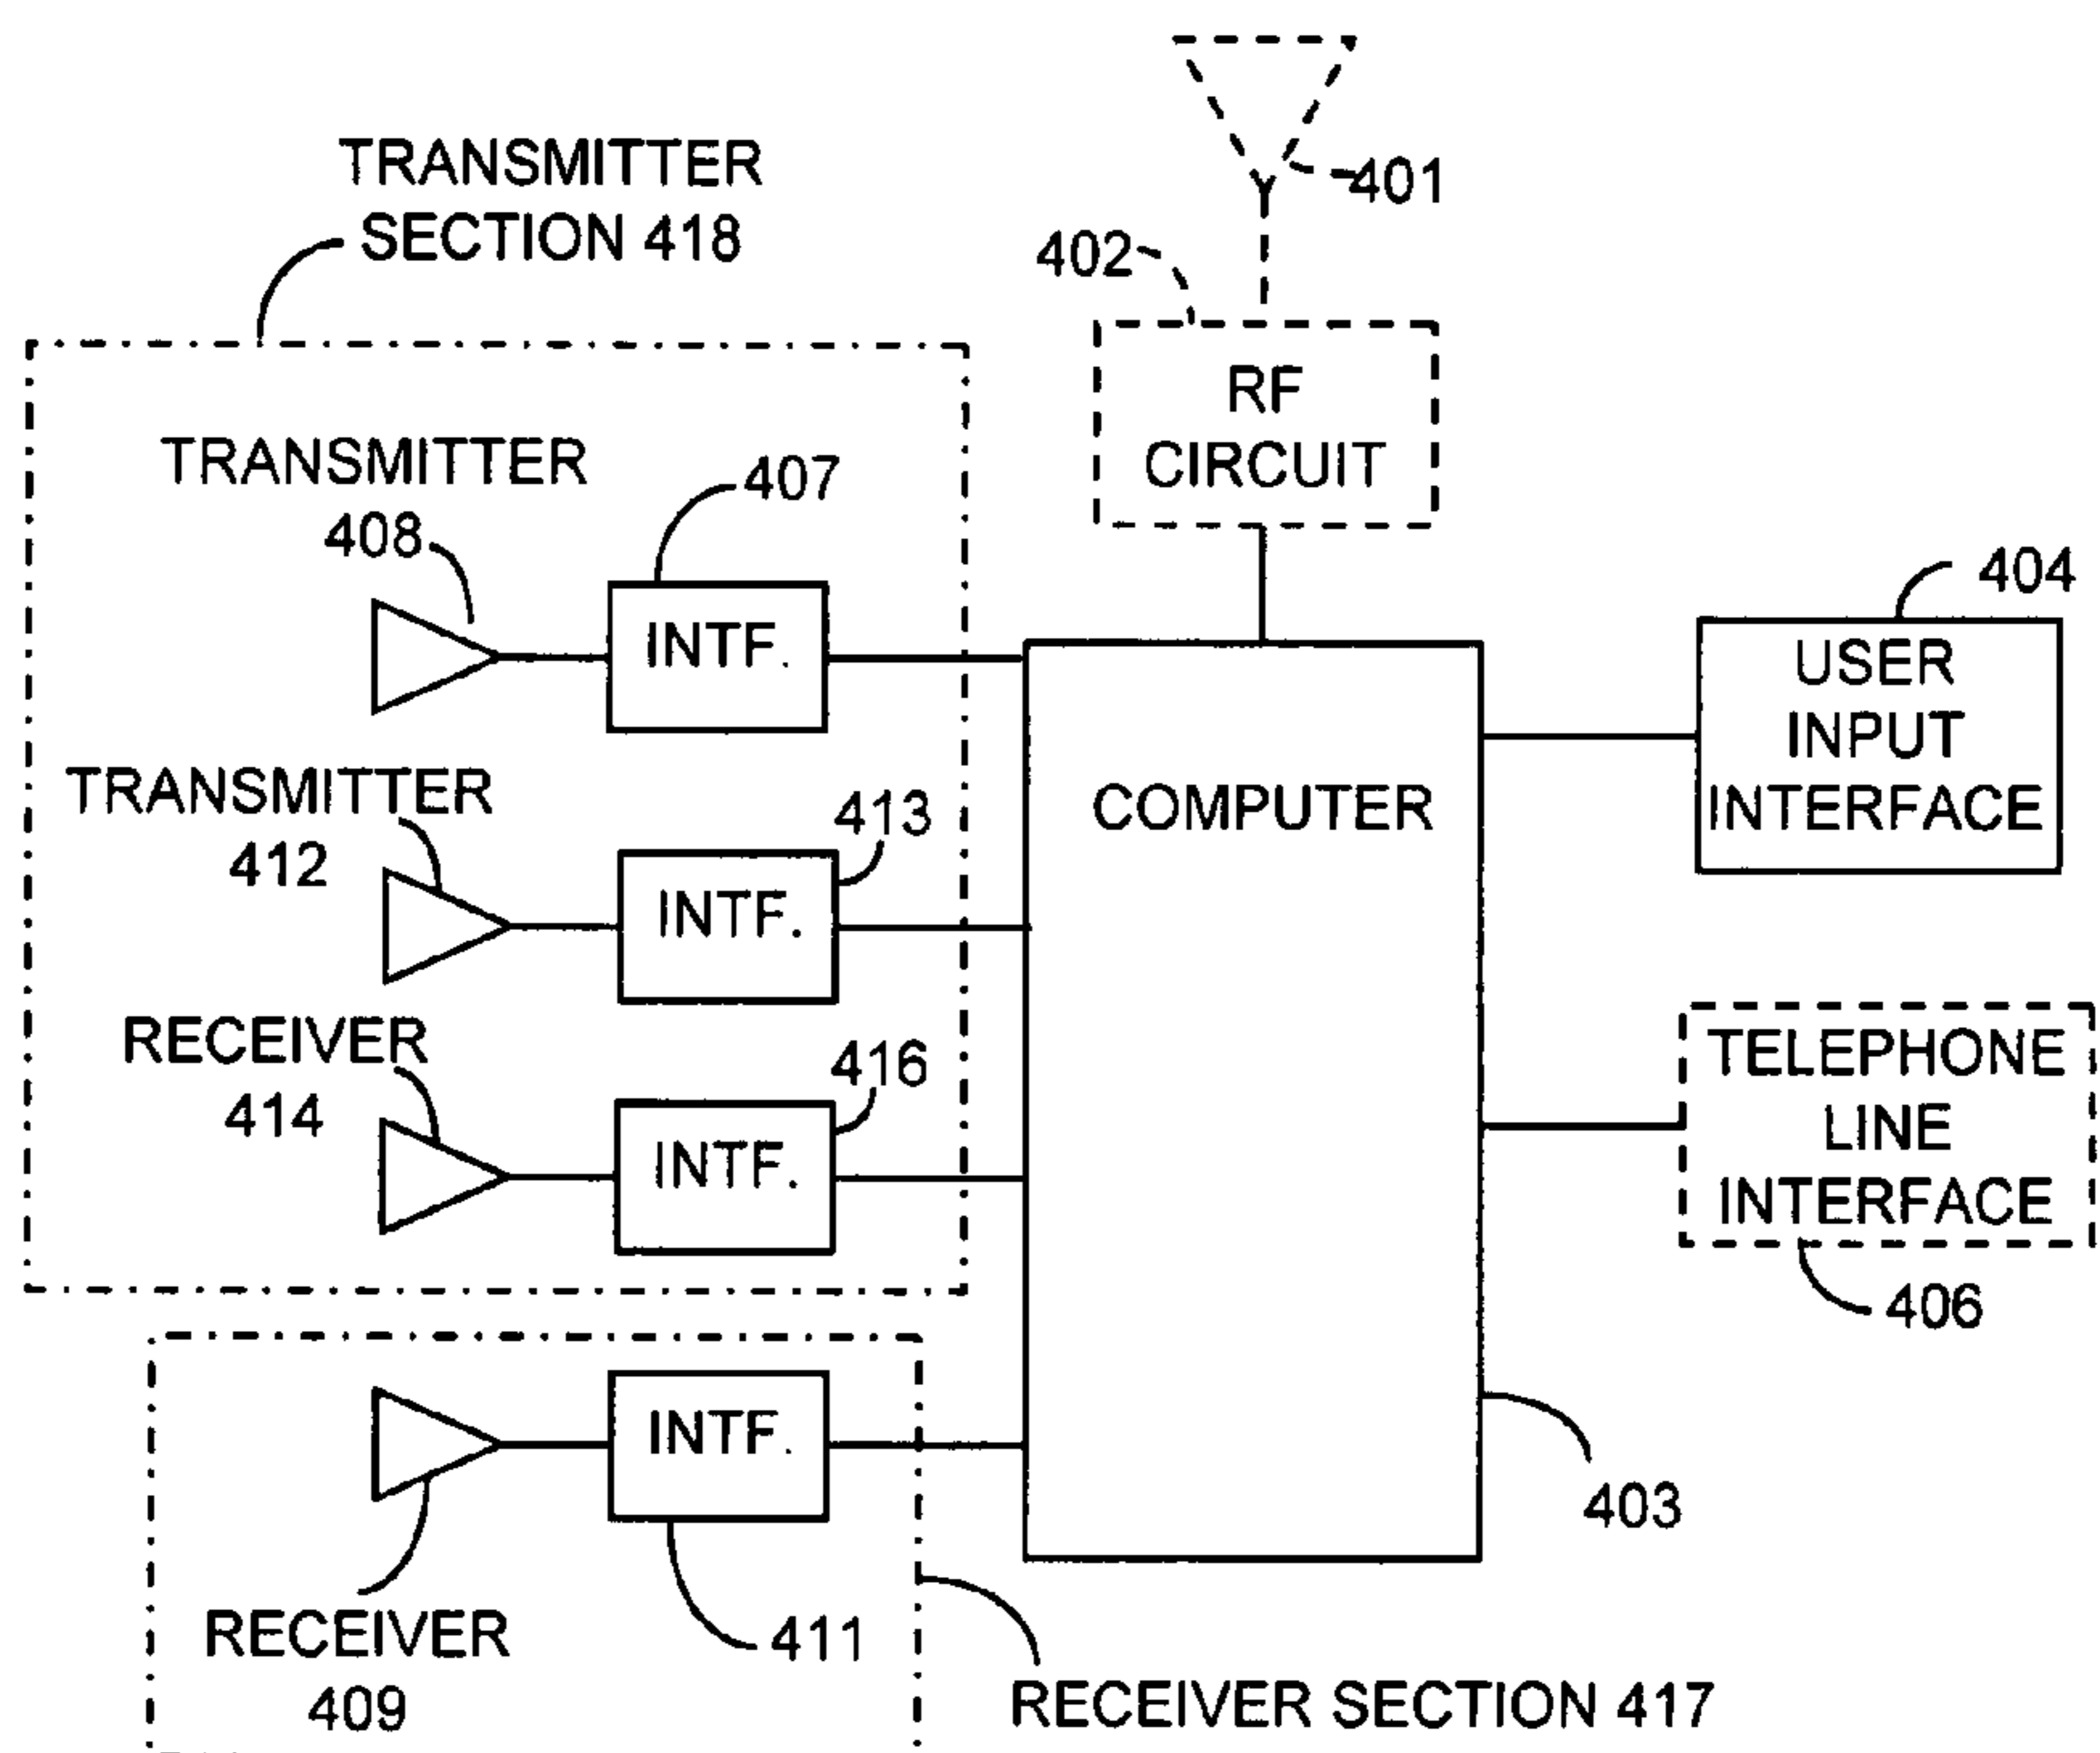 TRANSMITTER
SECTION 418
401
402
RF
CIRCUIT
TRANSMITTER
408
407
404
USER
INPUT
INTERFACE
INTF.
TRANSMITTER
412
413
COMPUTER
INTF.
RECEIVER
414
416
TELEPHONE
LINE
INTERFACE
INTF.
406
INTF.
403
RECEIVER
409
411
RECEIVER SECTION 417